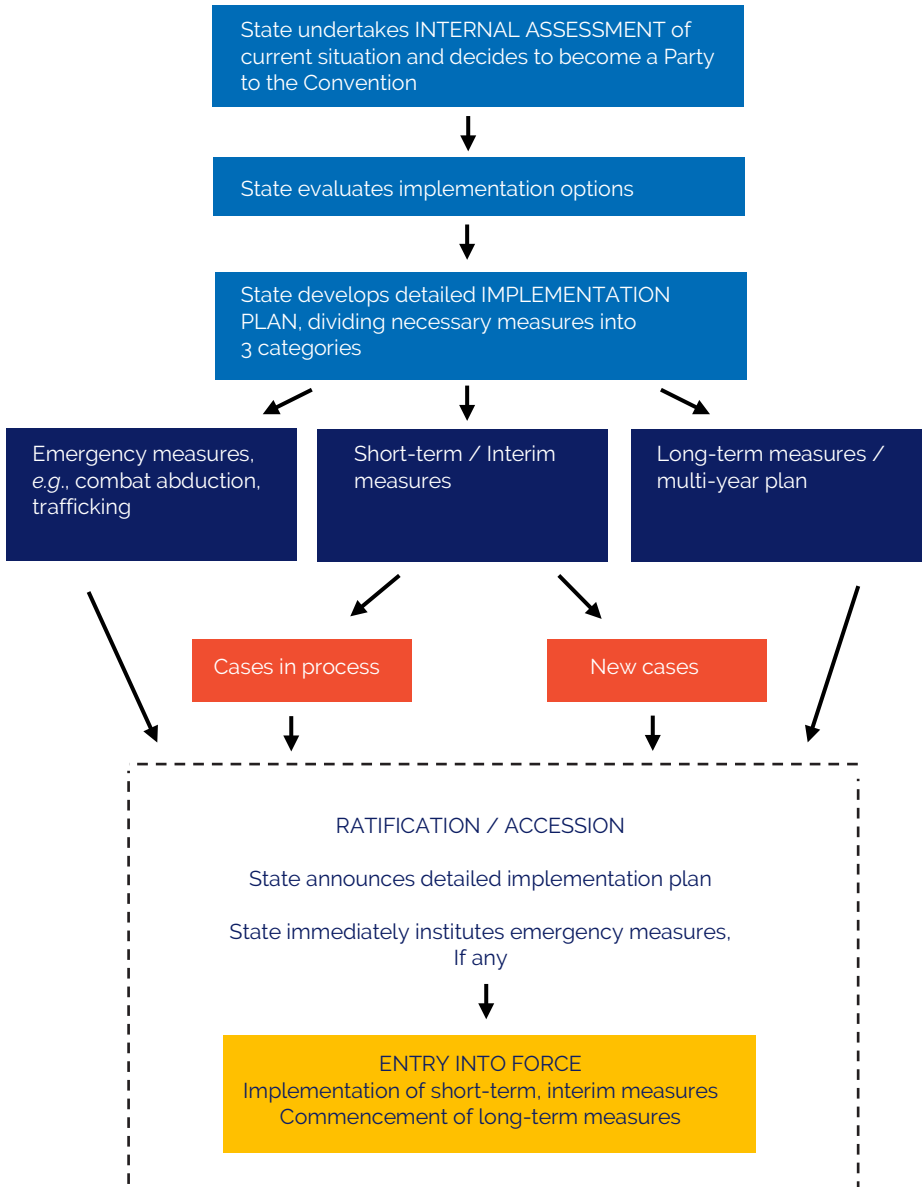 State undertakes INTERNAL ASSESSMENT of
current situation and decides to become a Party
to the Convention
State evaluates implementation options
State develops detailed IMPLEMENTATION
PLAN, dividing necessary measures into
3 categories
Emergency measures,
e.g., combat abduction,
trafficking
Short-term / Interim
measures
Long-term measures /
multi-year plan
Cases in process
New cases
RATIFICATION / ACCESSION
State announces detailed implementation plan
State immediately institutes emergency measures,
If any
ENTRY INTO FORCE
Implementation of short-term, interim measures
Commencement of long-term measures